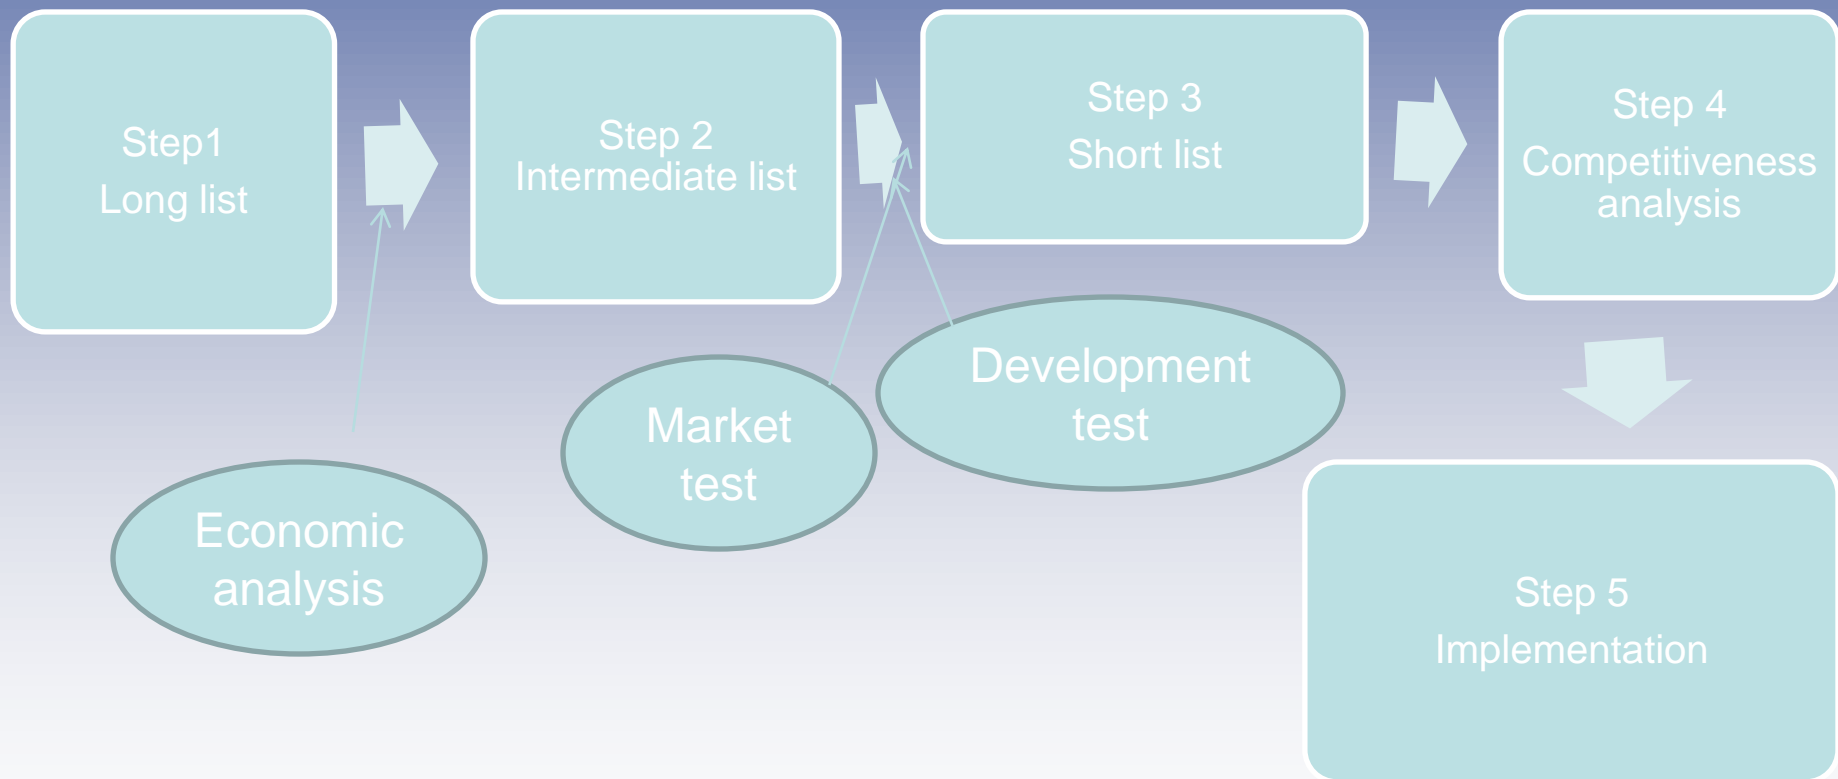 Step1
Long list
Step 2
Intermediate list
Step 3
Short list
Step 4
Competitiveness
analysis
Economic
analysis
Market
test
Development
test
Step 5
Implementation